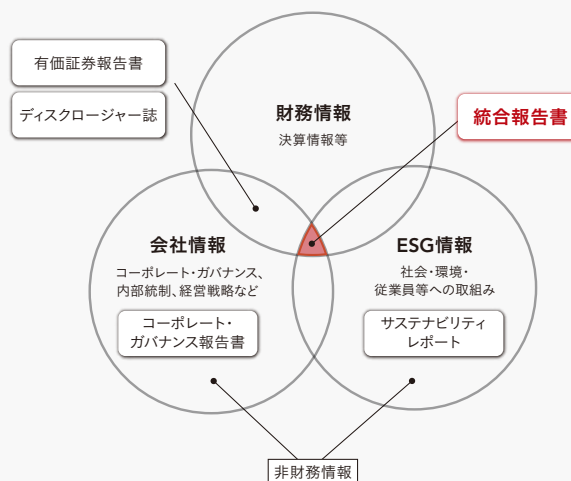 有価証券報告書
ディスクロージャー誌
財務情報
決算情報等
統合報告書
会社情報
コーポレート・ガバナンス、
内部統制、経営戦略など
コーポレート・
ガバナンス報告書
ESG情報
社会・環境・
従業員等への取組み
サステナビリティ
レポート
非財務情報